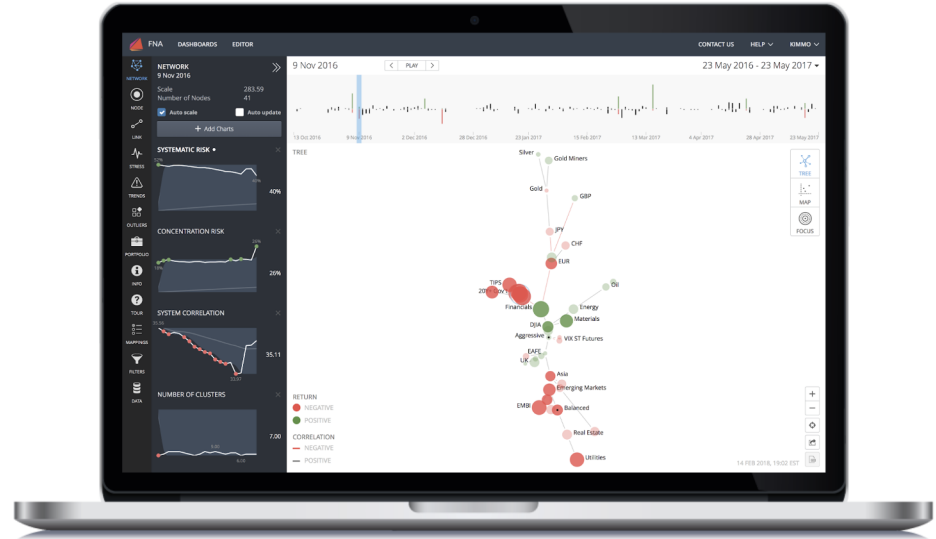 FNA DASHBOARDS EDITOR CONTACT US HELP KIMMO
NETWORK
NODE
LINK
STRESS
TRENDS
OUTLIERS
PORTFOLIO
INFO
TOUR
MAPPINGS
FILTERS
DATA
NETWORK
9 Nov 2016
Scale 283.59
Number of Nodes 41
Auto scale Auto update
+ Add Charts
SYSTEMATIC RISK
40%
CONCENTRATION RISK
26%
26%
SYSTEM CORRELATION
35.11
33.97
NUMBER OF CLUSTERS
7.00
6.00
9 Nov 2016 PLAY 23 May 2016 - 23 May 2017
13 Oct 2016 9 Nov 2016 2 Dec 2016 28 Dec 2016 23 Jan 2017 15 Feb 2017 13 Mar 2017 4 Apr 2017 28 Apr 2017 23 May 2017
TREE
Silver
Gold Miners
Gold
GBP
JPY
CHF
EUR
TIPS
Oil
Financials
Energy
Materials
DJIA
Aggressive
VIX ST Futures
EAFE
UK
Asia
Emerging Markets
EMBI
Balanced
Real Estate
Utilities
TREE
MAP
FOCUS
RETURN
NEGATIVE
POSITIVE
CORRELATION
NEGATIVE
POSITIVE
14 FEB 2018, 19:02 EST